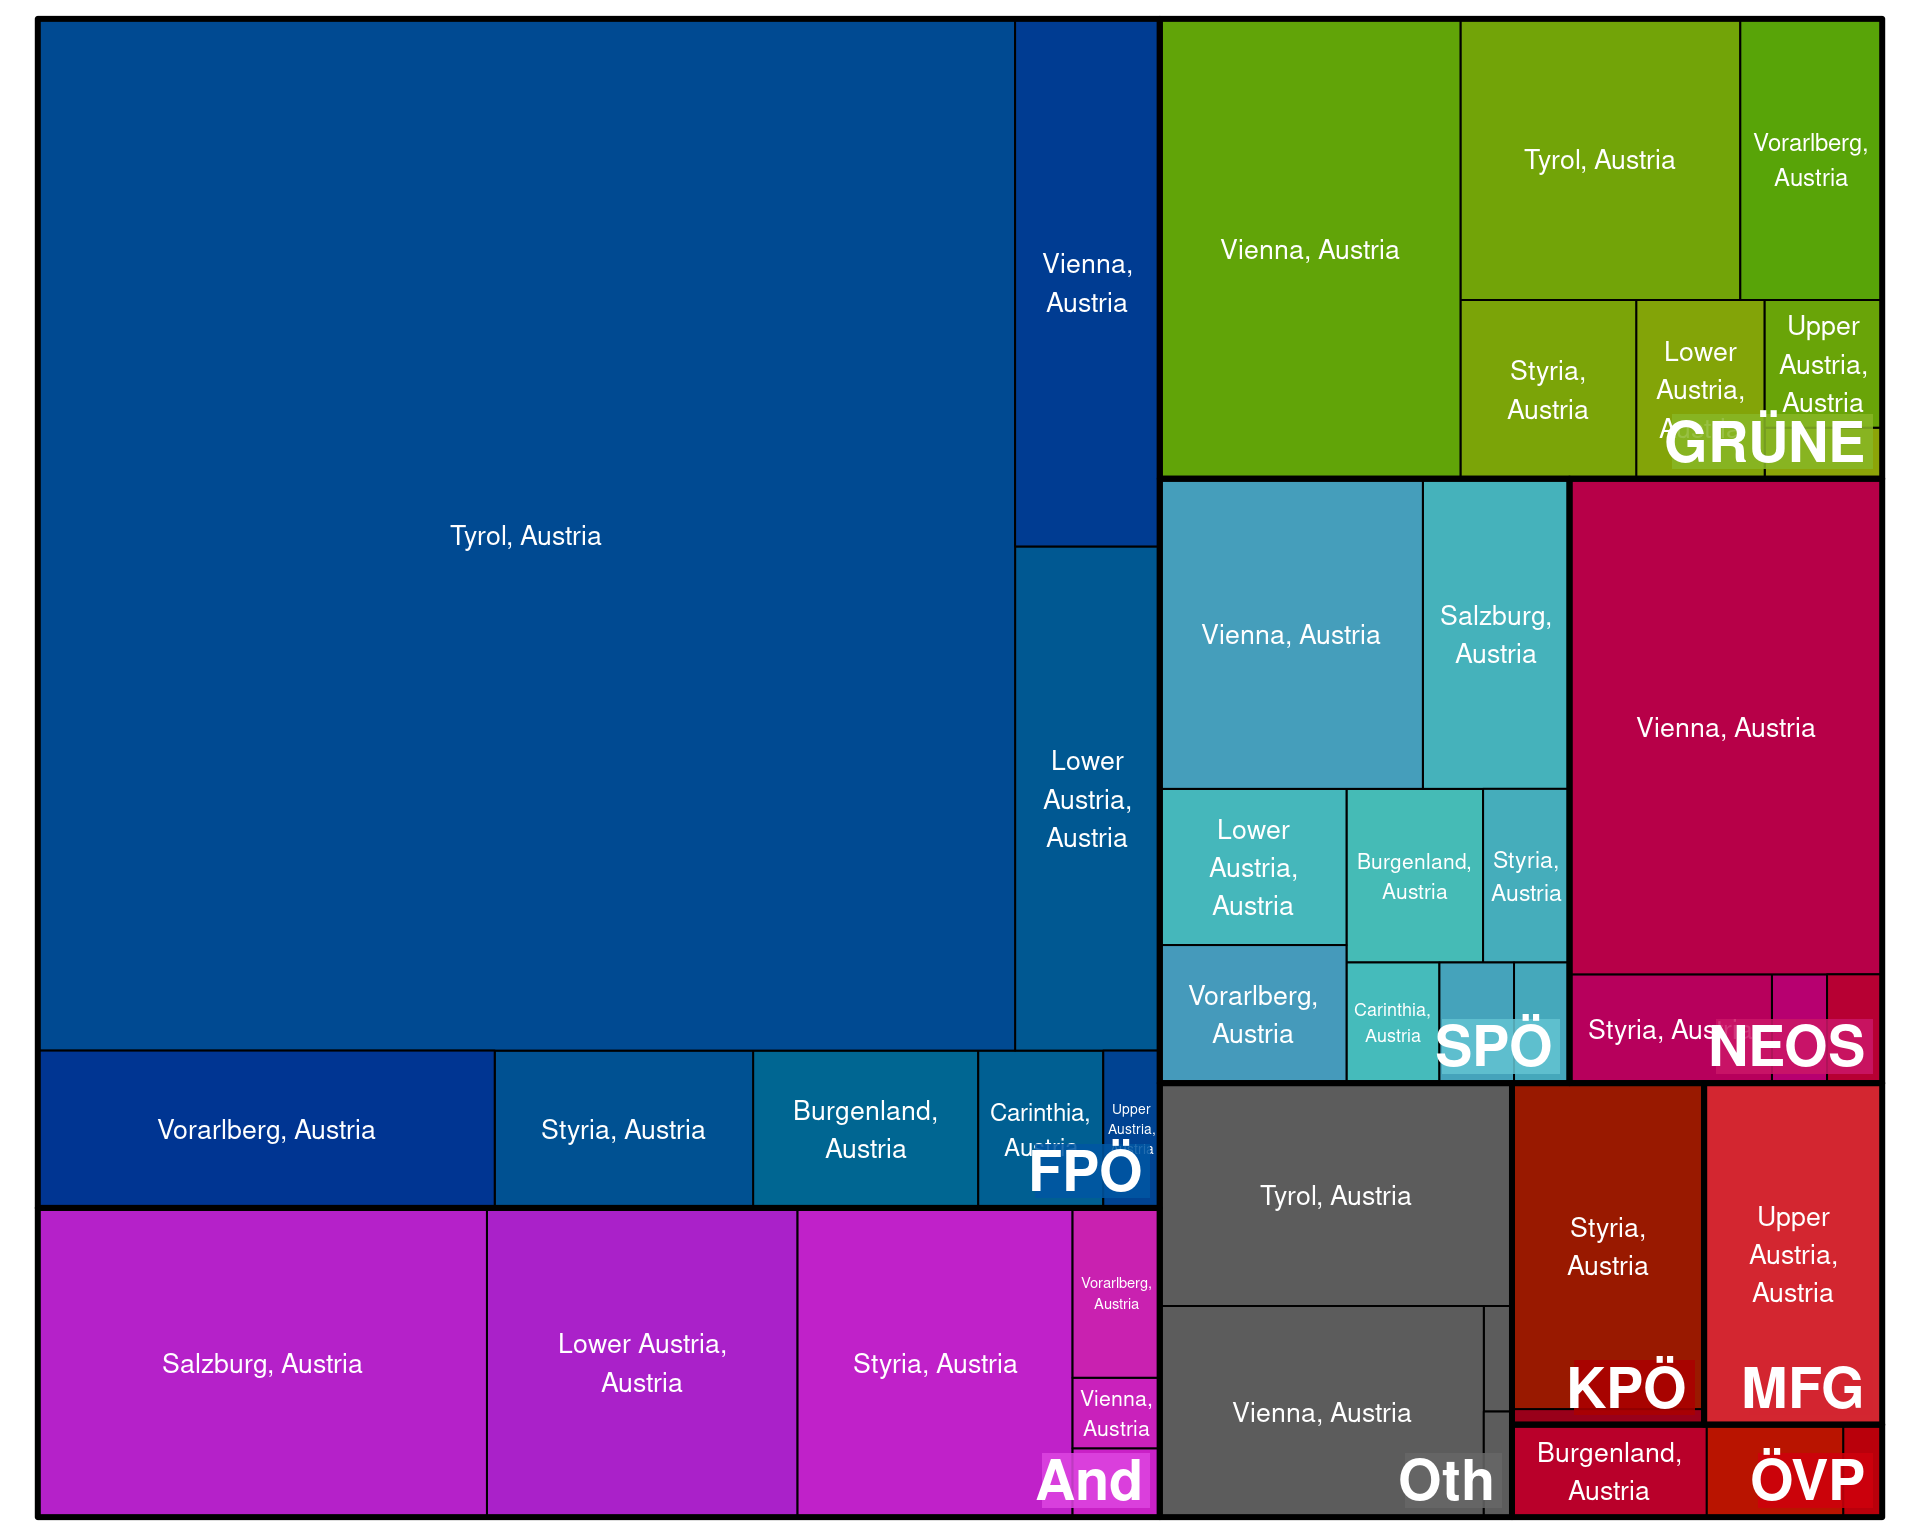 Tyrol, Austria
Vienna,
Austria
Lower
Austria,
Austria
Vorarlberg, Austria
Styria, Austria
Burgenland,
Austria
Carinthia,
Austria
Upper
Austria,
FPÖ
Salzburg, Austria
Lower Austria,
Austria
Styria, Austria
Vorarlberg,
Austria
Vienna,
Austria
And
Vienna, Austria
Tyrol, Austria
Vorarlberg,
Austria
Styria,
Austria
Lower
Austria,
Upper
Austria,
Austria
GRÜNE
Vienna, Austria
Salzburg,
Austria
Lower
Austria,
Austria
Burgenland,
Austria
Styria,
Austria
Vorarlberg,
Austria
Carinthia,
Austria
SPÖ
Vienna, Austria
Styria, Austria
NEOS
Tyrol, Austria
Vienna, Austria
Oth
Styria,
Austria
KPÖ
Upper
Austria,
Austria
MFG
Burgenland,
Austria
ÖVP